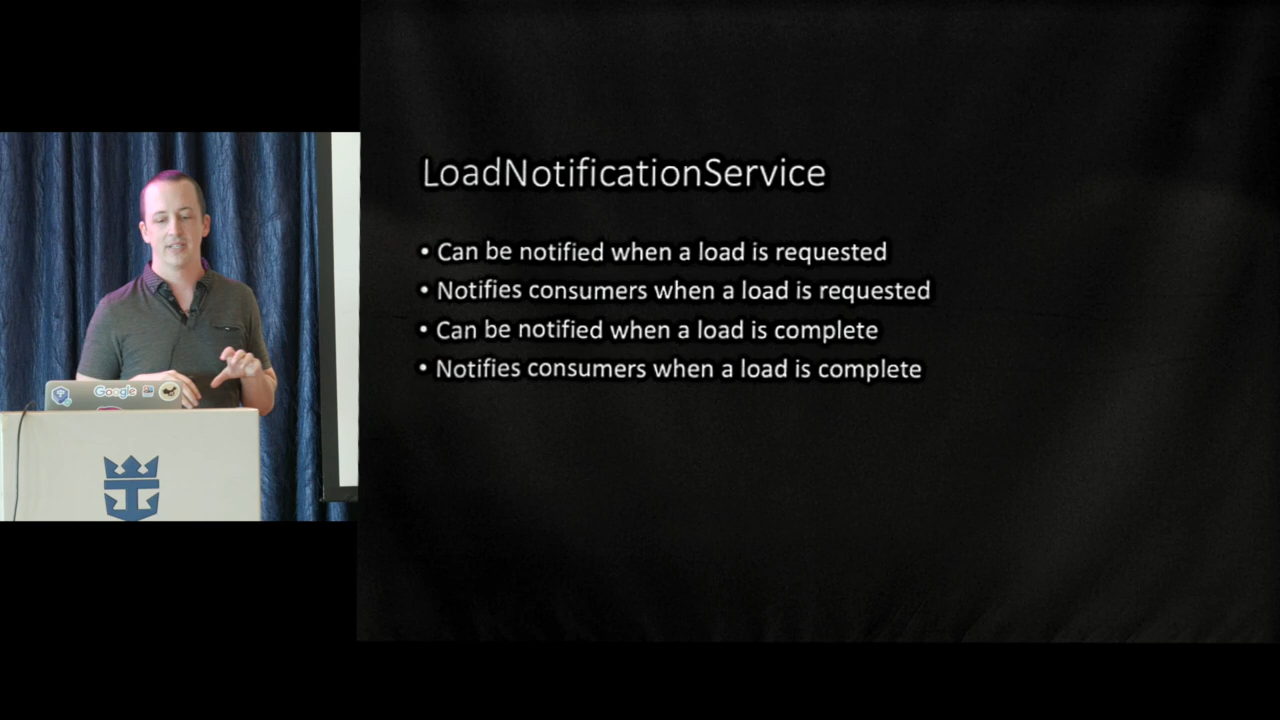 LoadNotificationService
• Can be notified when a load is requested
• Notifies consumers when a load is requested
• Can be notified when a load is complete
• Notifies consumers when a load is complete
Google